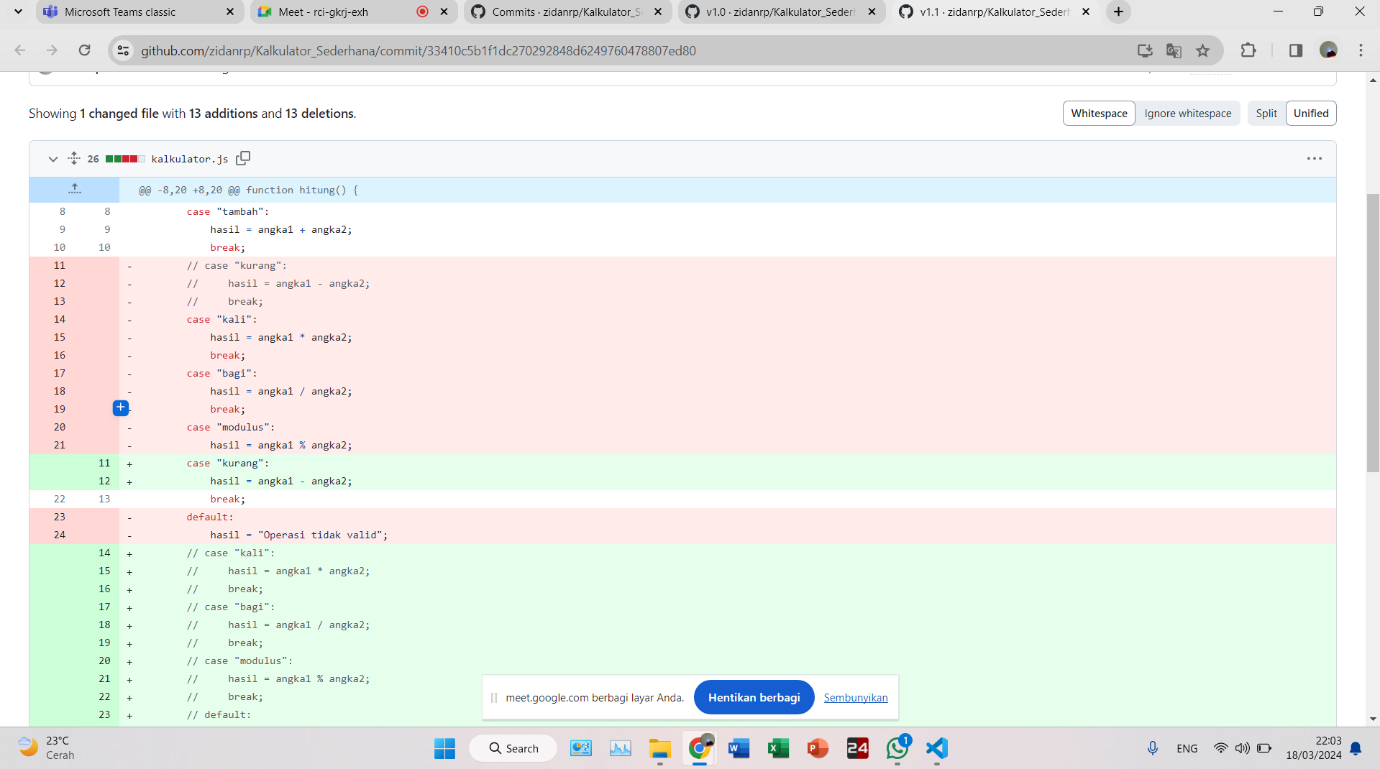 Microsoft Teams classic
Meet - rci-gkrj-exh
Commits · zidanrp/Kalkulator_S
v1.0 · zidanrp/Kalkulator_Seder
v1.1 · zidanrp/Kalkulator_Seder
github.com/zidanrp/Kalkulator_Sederhana/commit/33410c5b1f1dc270292848d6249760478807ed80
Showing 1 changed file with 13 additions and 13 deletions.
Whitespace Ignore whitespace Split Unified
26 kalkulator.js
@@ -8,20 +8,20 @@ function hitung() {
8 8 case "tambah":
9 9 hasil = angka1 + angka2;
10 10 break;
11 - // case "kurang":
12 - // hasil = angka1 - angka2;
13 - // break;
14 - case "kali":
15 - hasil = angka1 * angka2;
16 - break;
17 - case "bagi":
18 - hasil = angka1 / angka2;
19 - break;
20 - case "modulus":
21 - hasil = angka1 % angka2;
11 + case "kurang":
12 + hasil = angka1 - angka2;
22 13 break;
23 - default:
24 - hasil = "Operasi tidak valid";
14 + // case "kali":
15 + // hasil = angka1 * angka2;
16 + // break;
17 + // case "bagi":
18 + // hasil = angka1 / angka2;
19 + // break;
20 + // case "modulus":
21 + // hasil = angka1 % angka2;
22 + // break;
23 + // default:
meet.google.com berbagi layar Anda. Hentikan berbagi Sembunyikan
23°C
Cerah
Search
24
1
ENG
22:03
18/03/2024